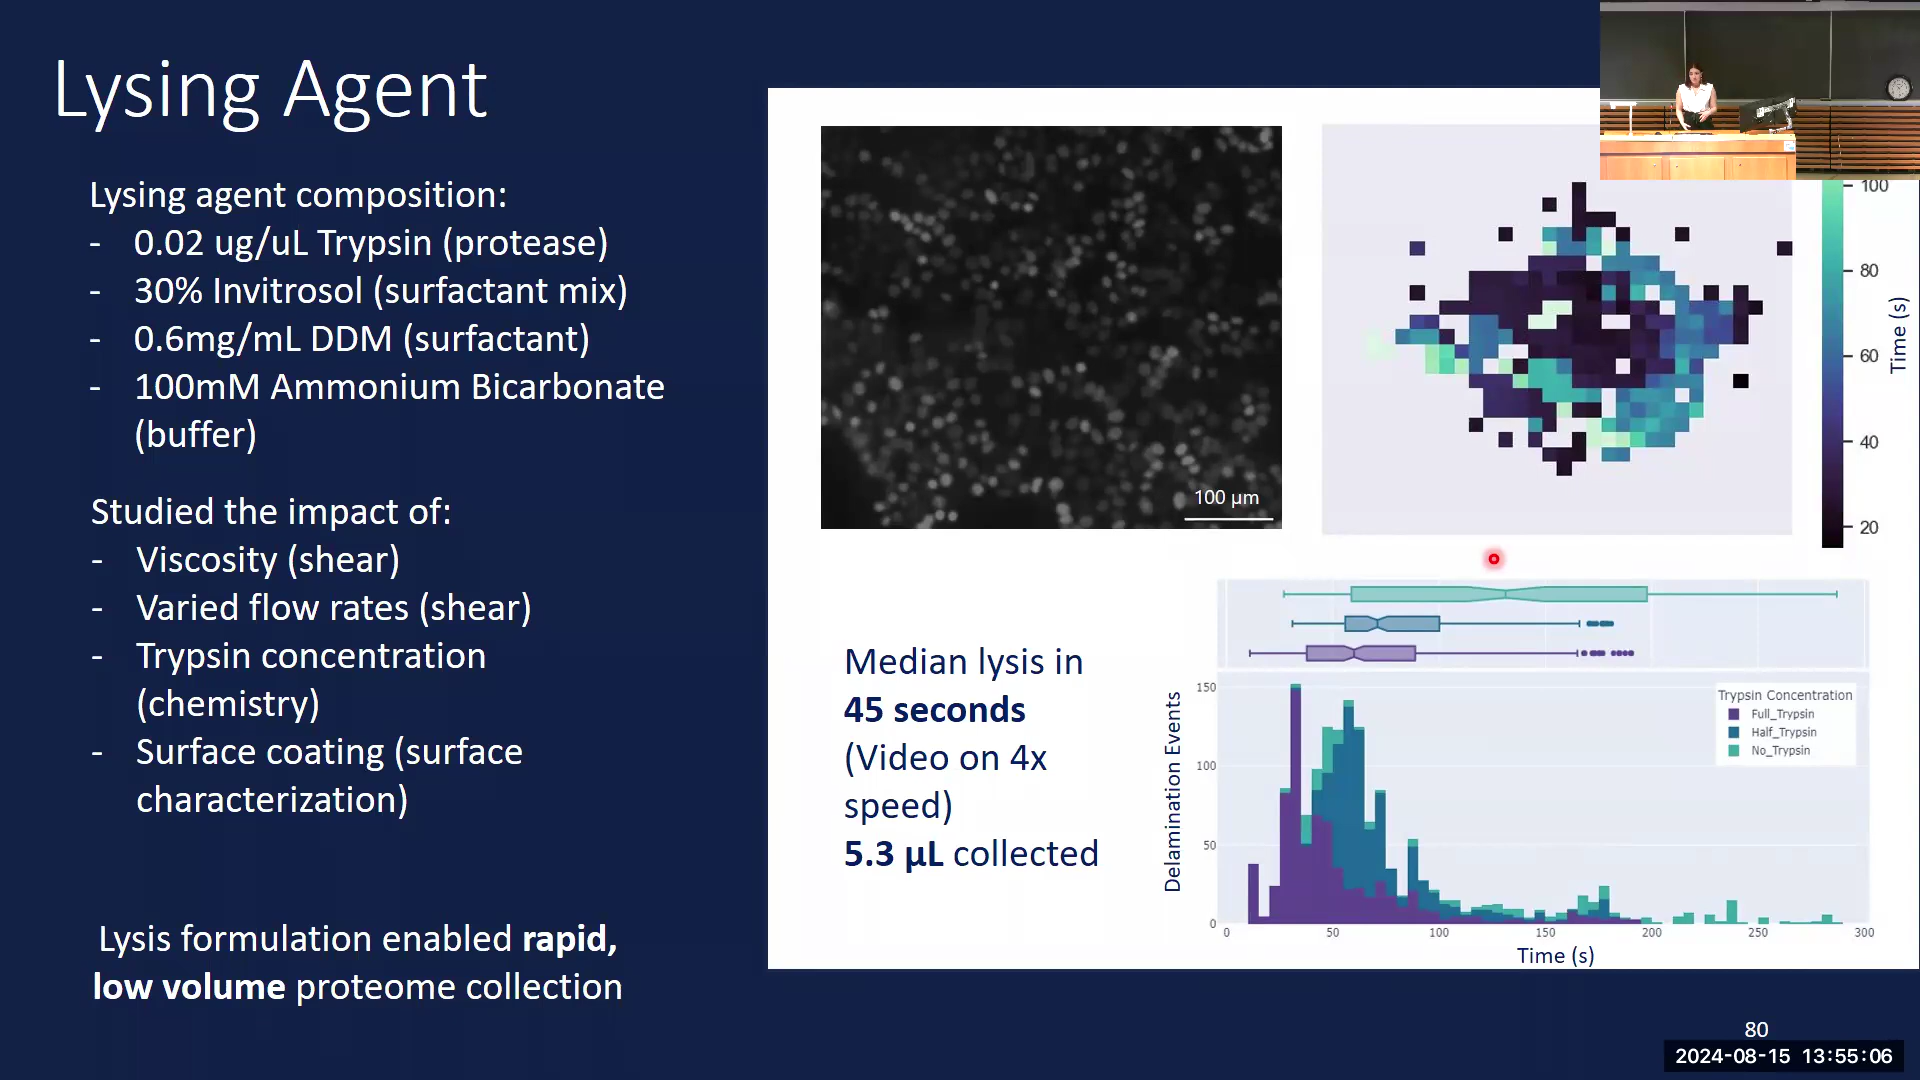 Lysing Agent
Lysing agent composition:
- 0.02 ug/uL Trypsin (protease)
- 30% Invitrosol (surfactant mix)
- 0.6mg/mL DDM (surfactant)
- 100mM Ammonium Bicarbonate
(buffer)
Studied the impact of:
- Viscosity (shear)
- Varied flow rates (shear)
- Trypsin concentration
(chemistry)
- Surface coating (surface
characterization)
Lysis formulation enabled rapid,
low volume proteome collection
100 µm
100
80
60
40
20
Time (s)
Median lysis in
45 seconds
(Video on 4x
speed)
5.3 µL collected
Delamination Events
150
100
50
0
Trypsin Concentration
Full_Trypsin
Half_Trypsin
No_Trypsin
0 50 100 150 200 250 300
Time (s)
80
2024-08-15 13:55:06